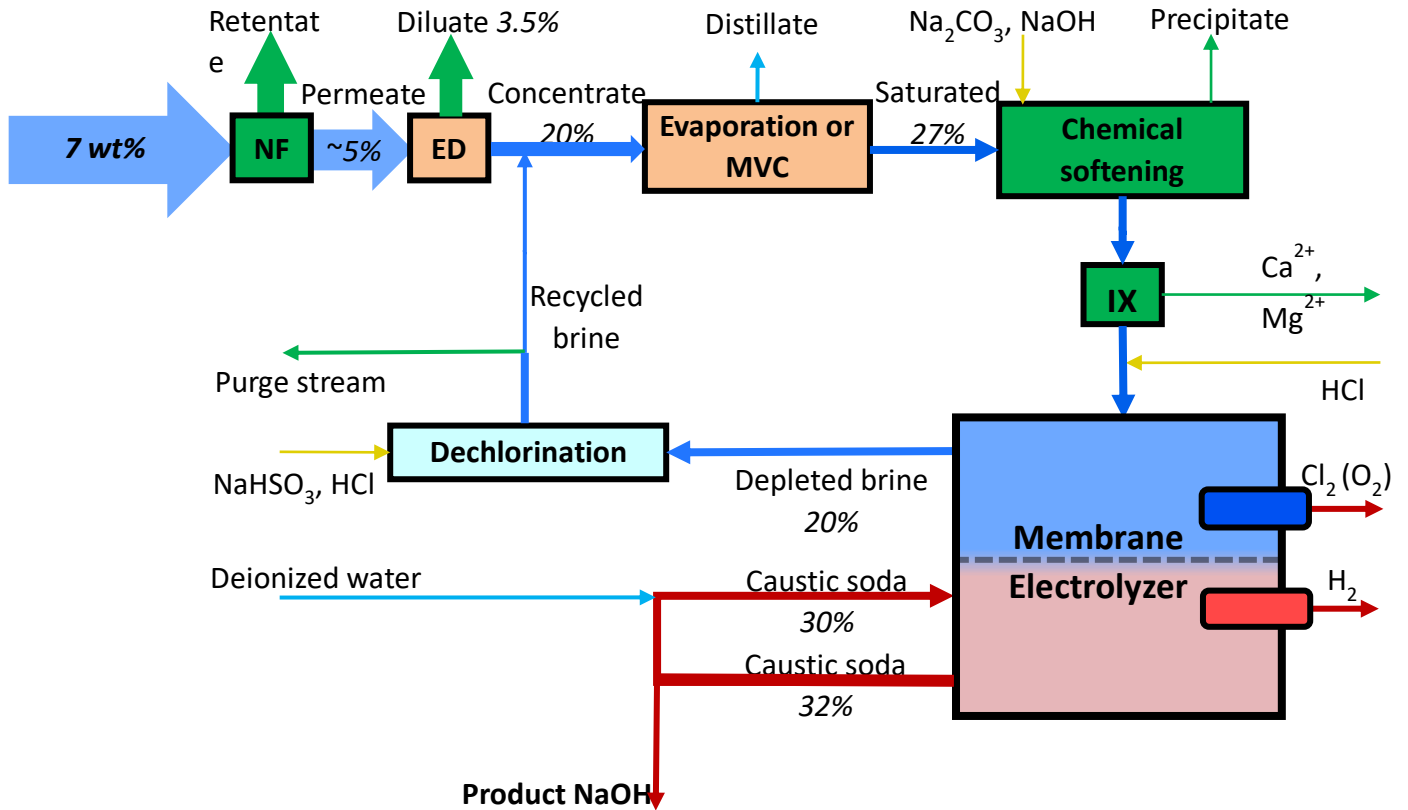 Retentat
e
Diluate 3.5%
Distillate
Na₂CO₃, NaOH
Precipitate
7 wt%
NF
Permeate
~5%
ED
Concentrate
20%
Evaporation or
MVC
Saturated
27%
Chemical
softening
IX
Ca²⁺,
Mg²⁺
HCl
Recycled
brine
Purge stream
Dechlorination
NaHSO₃, HCl
Depleted brine
20%
Cl₂ (O₂)
Membrane
Electrolyzer
H₂
Deionized water
Caustic soda
30%
Caustic soda
32%
Product NaOH